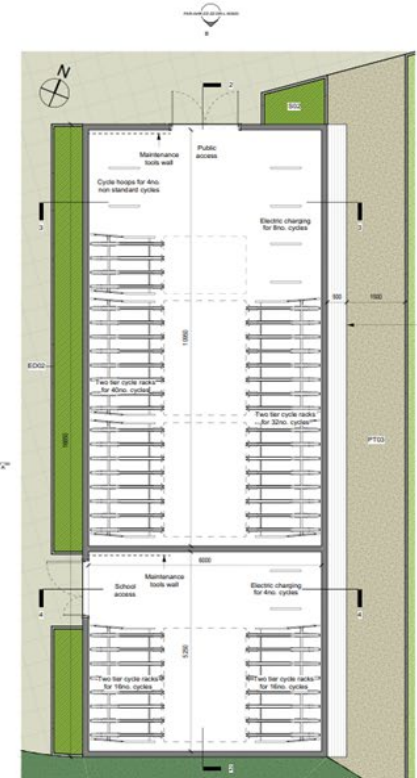 B
N
2
S02
Maintenance
tools wall
Public
access
Cycle hoops for 4no.
non standard cycles
Electric charging
for 8no. cycles
3
3
500
1500
ED02
Two tier cycle racks
for 40no. cycles
Two tier cycle racks
for 32no. cycles
PT03
6000
School
access
Maintenance
tools wall
Electric charging
for 4no. cycles
4
4
5250
Two tier cycle racks
for 16no. cycles
Two tier cycle racks
for 16no. cycles